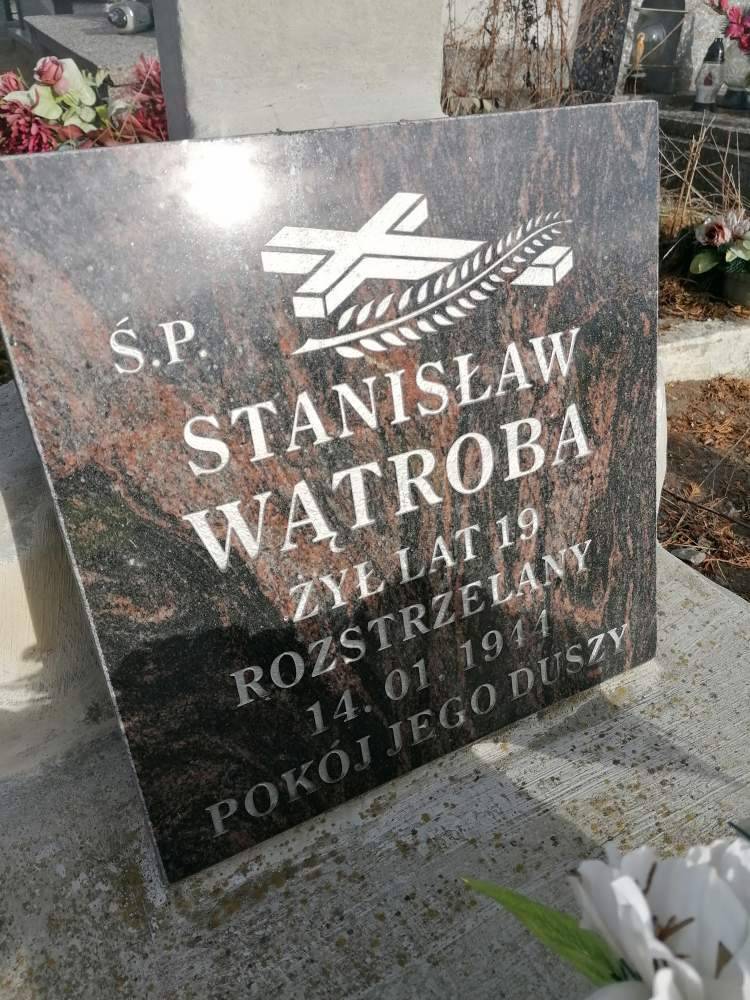 Ś.P.
STANISŁAW
WĄTROBA
ŻYŁ LAT 19
ROZSTRZELANY
14. 01. 1944
POKÓJ JEGO DUSZY